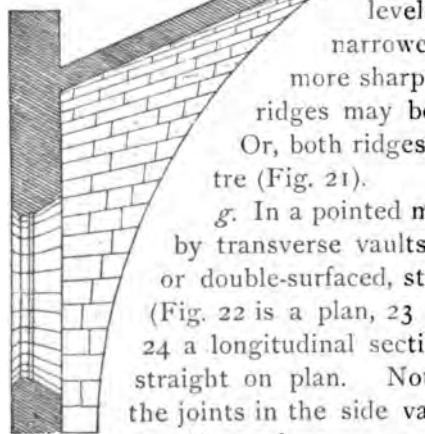 level
narrow
more sharp
ridges may b
Or, both ridges
tre (Fig. 21).
g. In a pointed
by transverse vaults
or double-surfaced, st
(Fig. 22 is a plan, 23
24 a longitudinal secti
straight on plan. Not
the joints in the side va